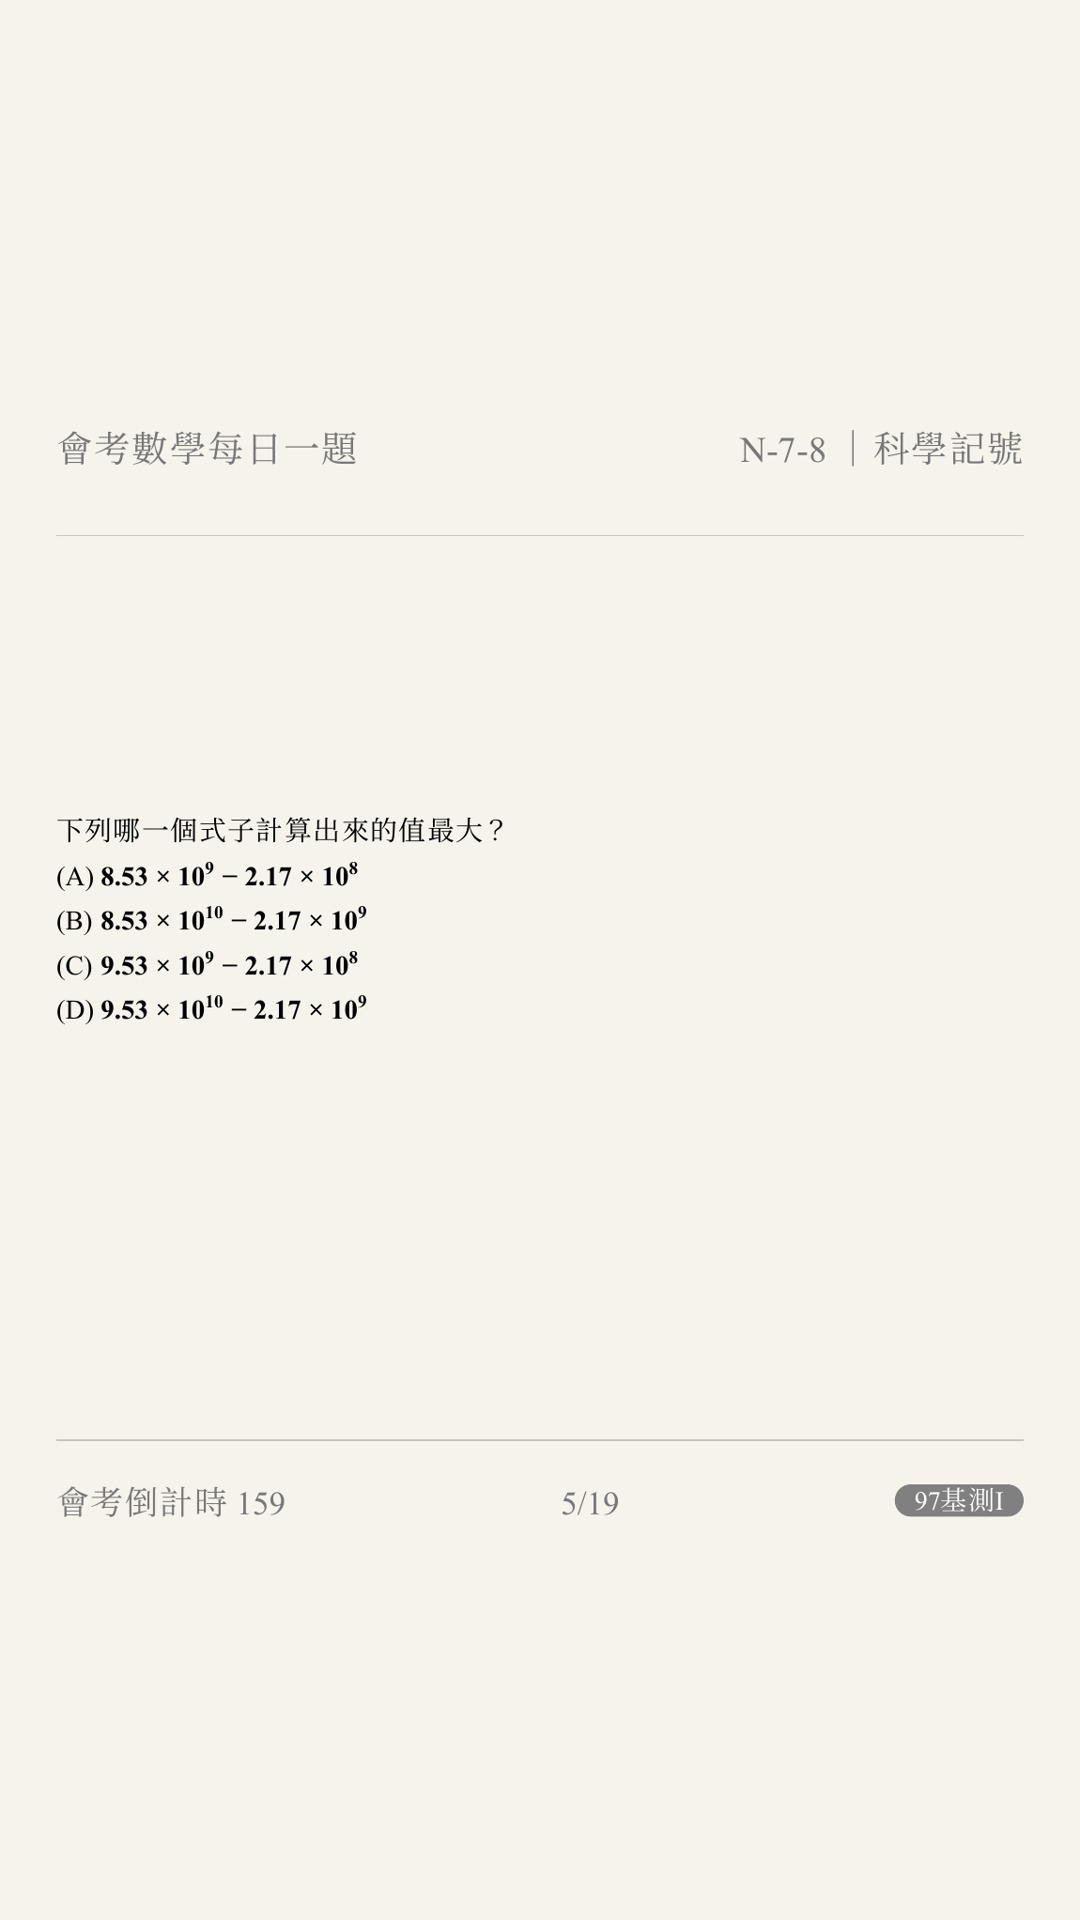 會考數學每日一題
N-7-8 | 科學記號
下列哪一個式子計算出來的值最大？
(A) 8.53 × 10⁹ − 2.17 × 10⁸
(B) 8.53 × 10¹⁰ − 2.17 × 10⁹
(C) 9.53 × 10⁹ − 2.17 × 10⁸
(D) 9.53 × 10¹⁰ − 2.17 × 10⁹
會考倒計時 159
5/19
97基測I